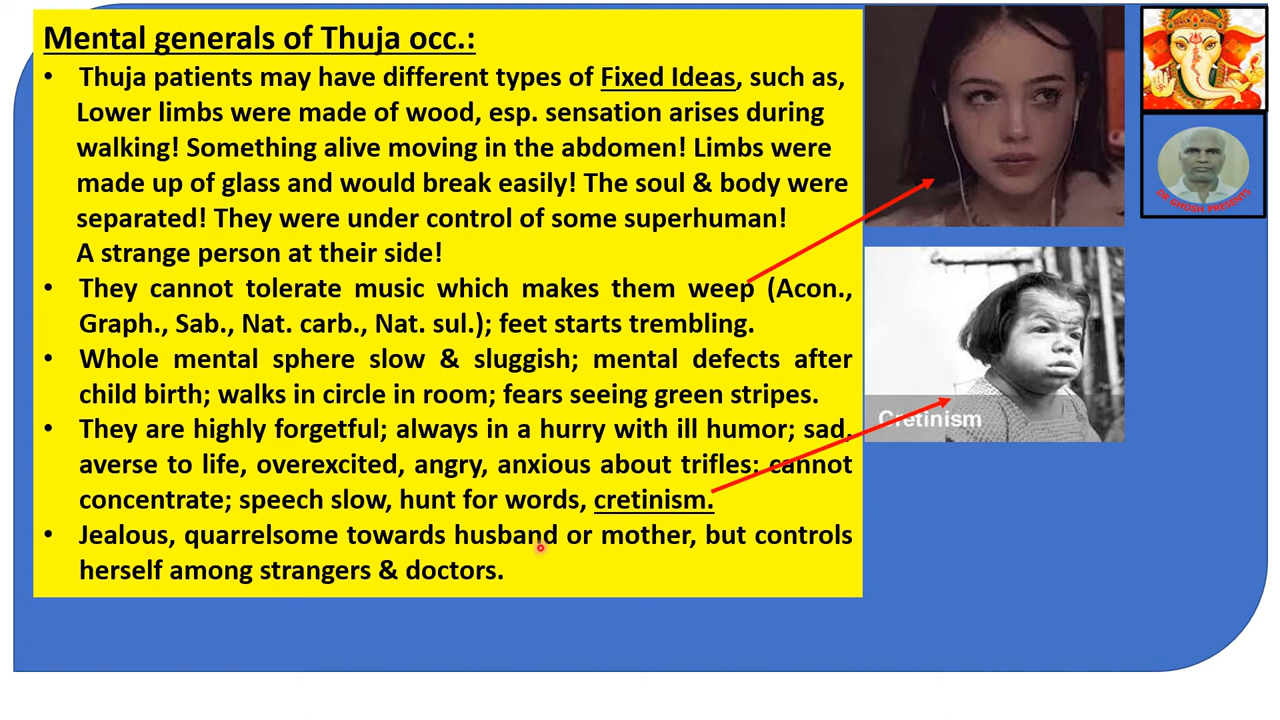 Mental generals of Thuja occ.:
• Thuja patients may have different types of Fixed Ideas, such as,
Lower limbs were made of wood, esp. sensation arises during
walking! Something alive moving in the abdomen! Limbs were
made up of glass and would break easily! The soul & body were
separated! They were under control of some superhuman!
A strange person at their side!
• They cannot tolerate music which makes them weep (Acon.,
Graph., Sab., Nat. carb., Nat. sul.); feet starts trembling.
• Whole mental sphere slow & sluggish; mental defects after
child birth; walks in circle in room; fears seeing green stripes.
• They are highly forgetful; always in a hurry with ill humor; sad,
averse to life, overexcited, angry, anxious about trifles; cannot
concentrate; speech slow, hunt for words, cretinism.
• Jealous, quarrelsome towards husband or mother, but controls
herself among strangers & doctors.
Cretinism
DR GHOSH PRESENTS